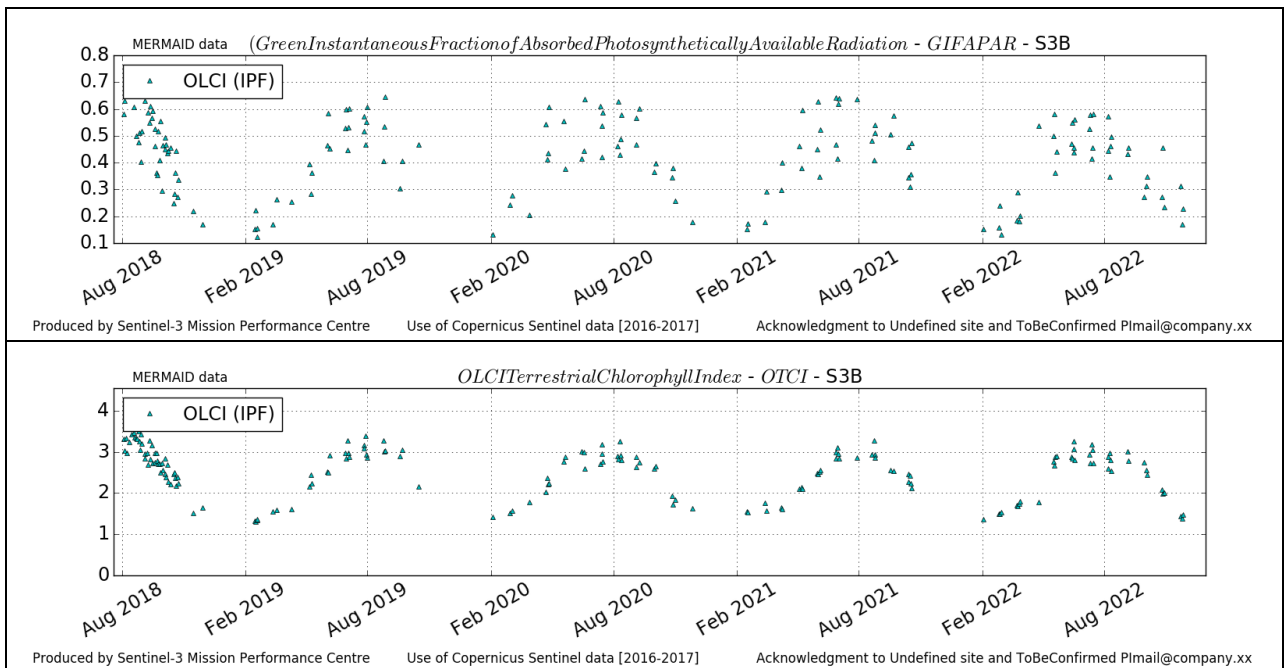 MERMAID data (GreenInstantaneousFractionofAbsorbedPhotosyntheticallyAvailableRadiation - GIFAPAR - S3B
0.8
OLCI (IPF)
0.7
0.6
0.5
0.4
0.3
0.2
0.1
Aug 2018 Feb 2019 Aug 2019 Feb 2020 Aug 2020 Feb 2021 Aug 2021 Feb 2022 Aug 2022
Produced by Sentinel-3 Mission Performance Centre Use of Copernicus Sentinel data [2016-2017] Acknowledgment to Undefined site and ToBeConfirmed PImail@company.xx
MERMAID data OLCITerrestrialChlorophyllIndex - OTCI - S3B
4
OLCI (IPF)
3
2
1
0
Aug 2018 Feb 2019 Aug 2019 Feb 2020 Aug 2020 Feb 2021 Aug 2021 Feb 2022 Aug 2022
Produced by Sentinel-3 Mission Performance Centre Use of Copernicus Sentinel data [2016-2017] Acknowledgment to Undefined site and ToBeConfirmed PImail@company.xx